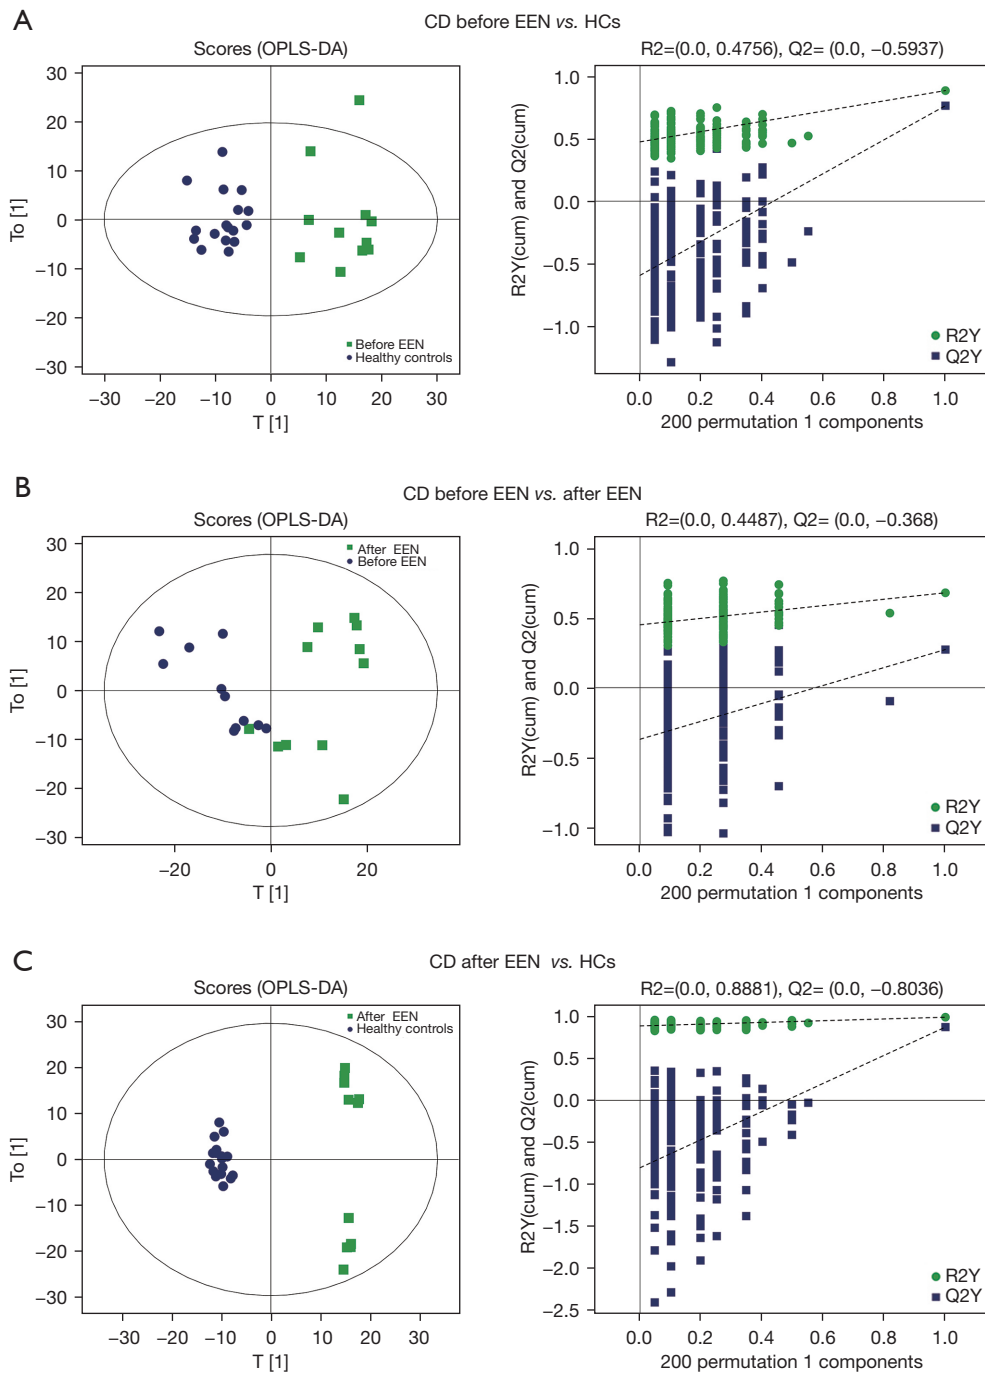 A
CD before EEN vs. HCs
Scores (OPLS-DA)
30
20
10
0
−10
−20
−30
To [1]
Before EEN
Healthy controls
−30 −20 −10 0 10 20 30
T [1]
R2=(0.0, 0.4756), Q2= (0.0, −0.5937)
1.0
0.5
0.0
−0.5
−1.0
R2Y(cum) and Q2(cum)
R2Y
Q2Y
0.0 0.2 0.4 0.6 0.8 1.0
200 permutation 1 components
B
CD before EEN vs. after EEN
Scores (OPLS-DA)
30
20
10
0
−10
−20
−30
To [1]
After EEN
Before EEN
−20 0 20
T [1]
R2=(0.0, 0.4487), Q2= (0.0, −0.368)
1.0
0.5
0.0
−0.5
−1.0
R2Y(cum) and Q2(cum)
R2Y
Q2Y
0.0 0.2 0.4 0.6 0.8 1.0
200 permutation 1 components
C
CD after EEN vs. HCs
Scores (OPLS-DA)
30
20
10
0
−10
−20
−30
To [1]
After EEN
Healthy controls
−30 −20 −10 0 10 20 30
T [1]
R2=(0.0, 0.8881), Q2= (0.0, −0.8036)
1.0
0.5
0.0
−0.5
−1.0
−1.5
−2.0
−2.5
R2Y(cum) and Q2(cum)
R2Y
Q2Y
0.0 0.2 0.4 0.6 0.8 1.0
200 permutation 1 components